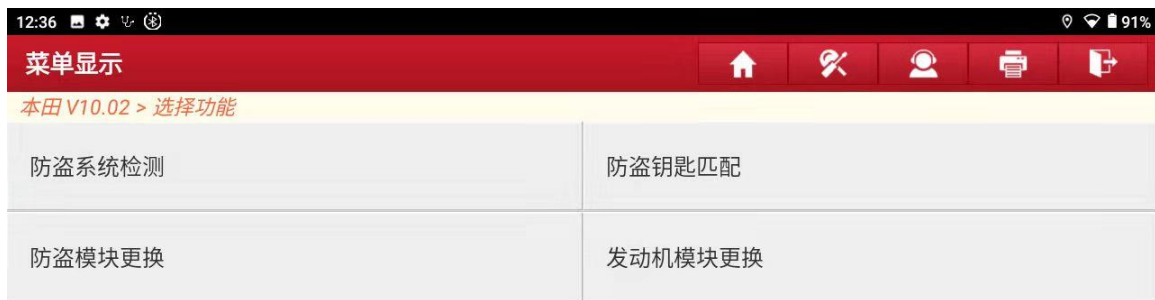 12:36 91%
菜单显示
本田 V10.02 > 选择功能
防盗系统检测 防盗钥匙匹配
防盗模块更换 发动机模块更换